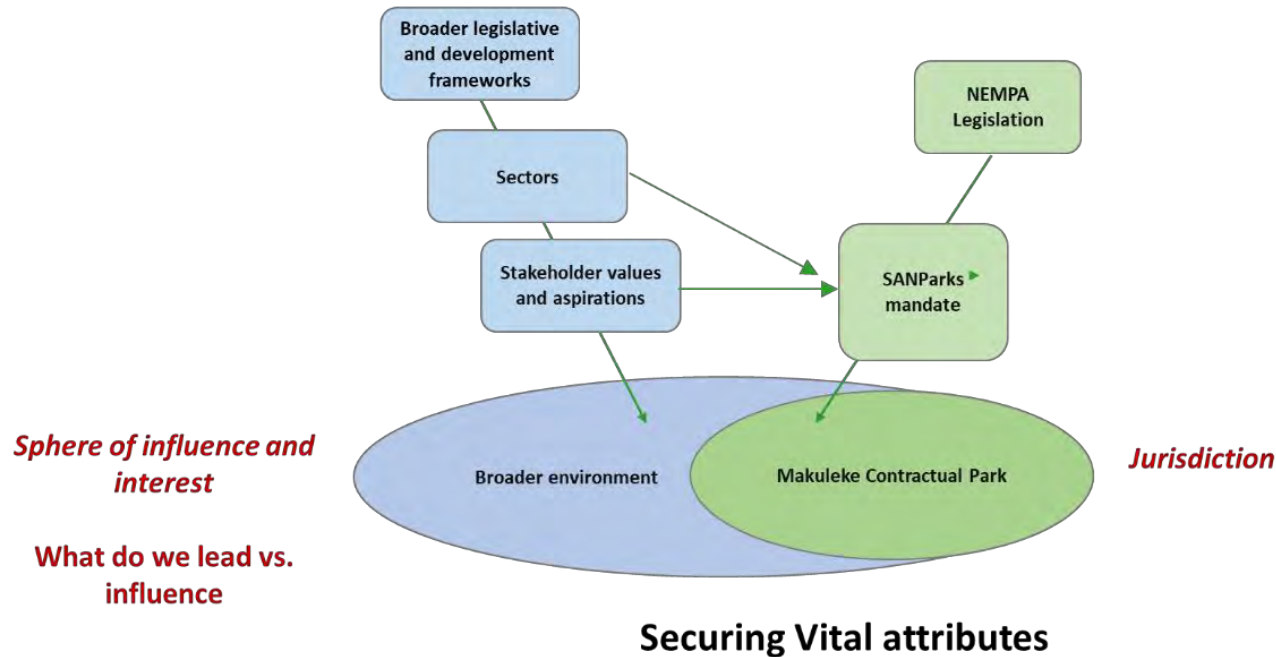 Broader legislative
and development
frameworks
NEMPA
Legislation
Sectors
Stakeholder values
and aspirations
SANParks
mandate
Sphere of influence and
interest
Broader environment
Makuleke Contractual Park
Jurisdiction
What do we lead vs.
influence
Securing Vital attributes